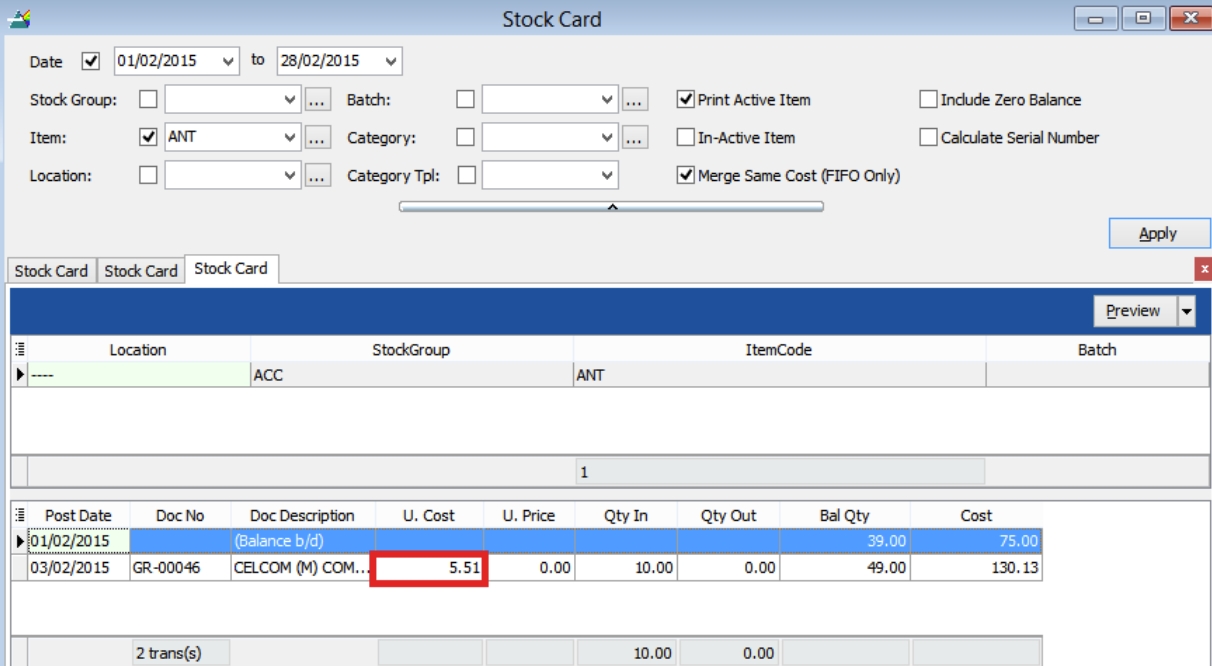 Stock Card
Date 01/02/2015 to 28/02/2015
Stock Group: ... Batch: ... Print Active Item Include Zero Balance
Item: ANT ... Category: ... In-Active Item Calculate Serial Number
Location: ... Category Tpl: Merge Same Cost (FIFO Only)
Apply
Stock Card Stock Card Stock Card x
Preview
Location StockGroup ItemCode Batch
---- ACC ANT
1
Post Date Doc No Doc Description U. Cost U. Price Qty In Qty Out Bal Qty Cost
01/02/2015 (Balance b/d) 39.00 75.00
03/02/2015 GR-00046 CELCOM (M) COM... 5.51 0.00 10.00 0.00 49.00 130.13
2 trans(s) 10.00 0.00